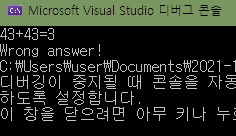 Microsoft Visual Studio 디버그 콘솔
43+43=3
Wrong answer!
C:\Users\user\Documents\2021-1
디버깅이 중지될 때 콘솔을 자동
하도록 설정합니다.
이 창을 닫으려면 아무 키나